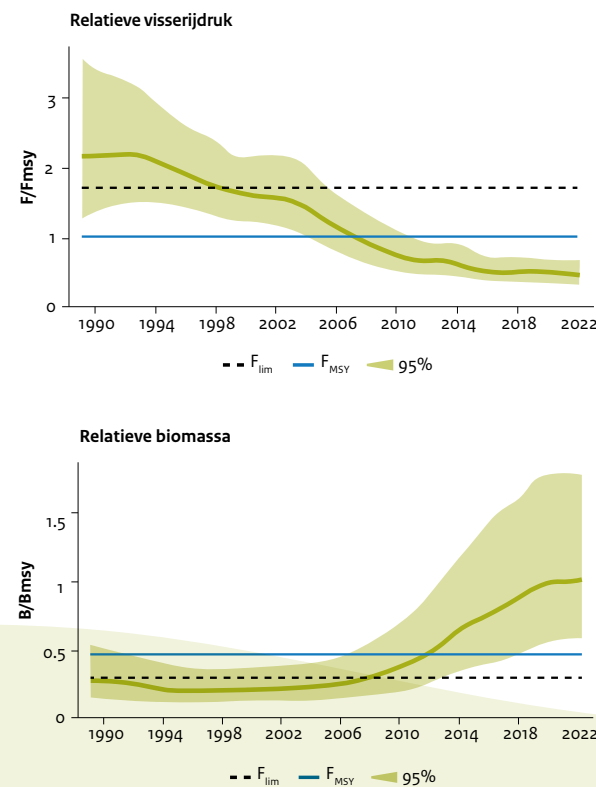 Relatieve visserijdruk
F/Fmsy
3
2
1
0
1990 1994 1998 2002 2006 2010 2014 2018 2022
Flim FMSY 95%
Relatieve biomassa
B/Bmsy
1.5
1
0.5
0
1990 1994 1998 2002 2006 2010 2014 2018 2022
Flim FMSY 95%